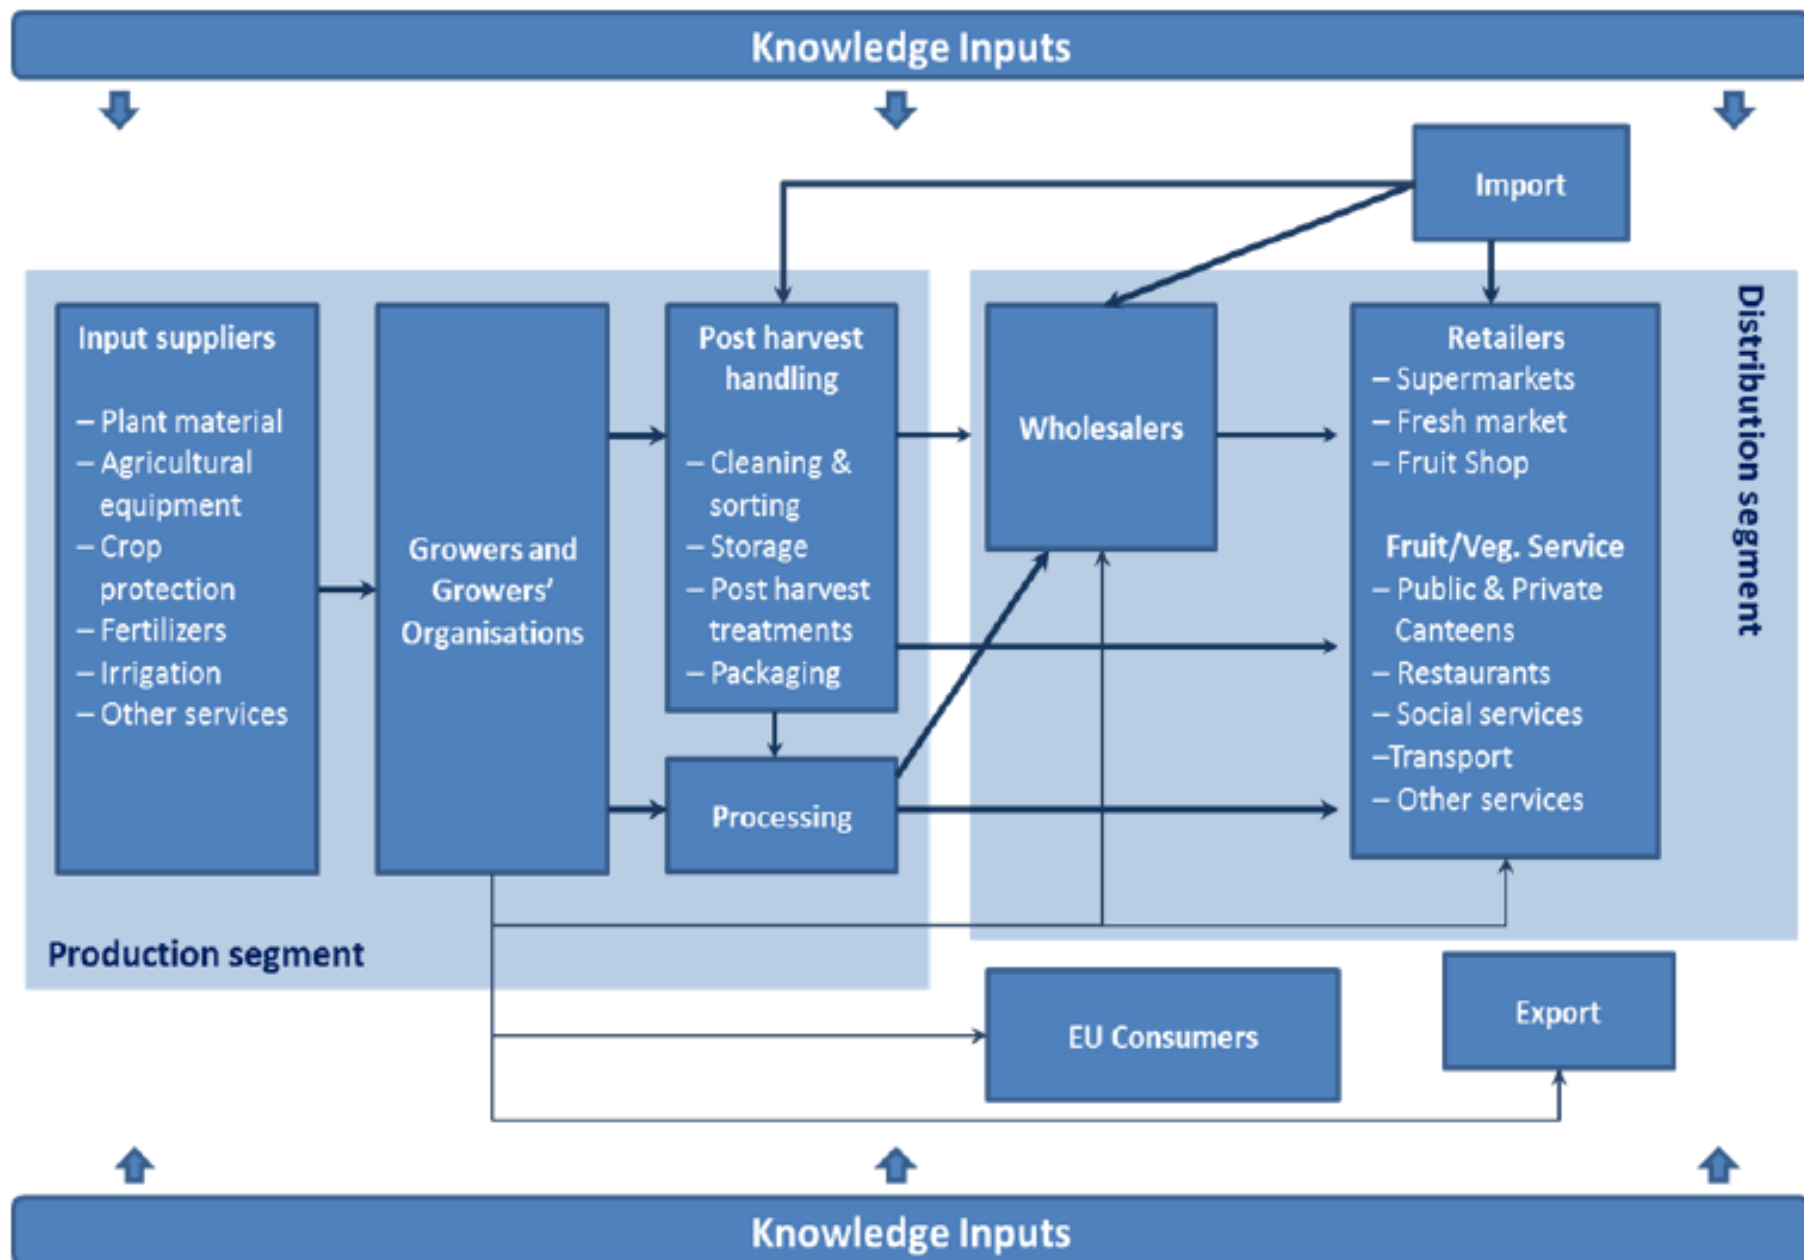 Knowledge Inputs
Import
Input suppliers
– Plant material
– Agricultural
equipment
– Crop
protection
– Fertilizers
– Irrigation
– Other services
Growers and
Growers’
Organisations
Post harvest
handling
– Cleaning &
sorting
– Storage
– Post harvest
treatments
– Packaging
Processing
Production segment
Wholesalers
Retailers
– Supermarkets
– Fresh market
– Fruit Shop
Fruit/Veg. Service
– Public & Private
Canteens
– Restaurants
– Social services
–Transport
– Other services
Distribution segment
EU Consumers
Export
Knowledge Inputs